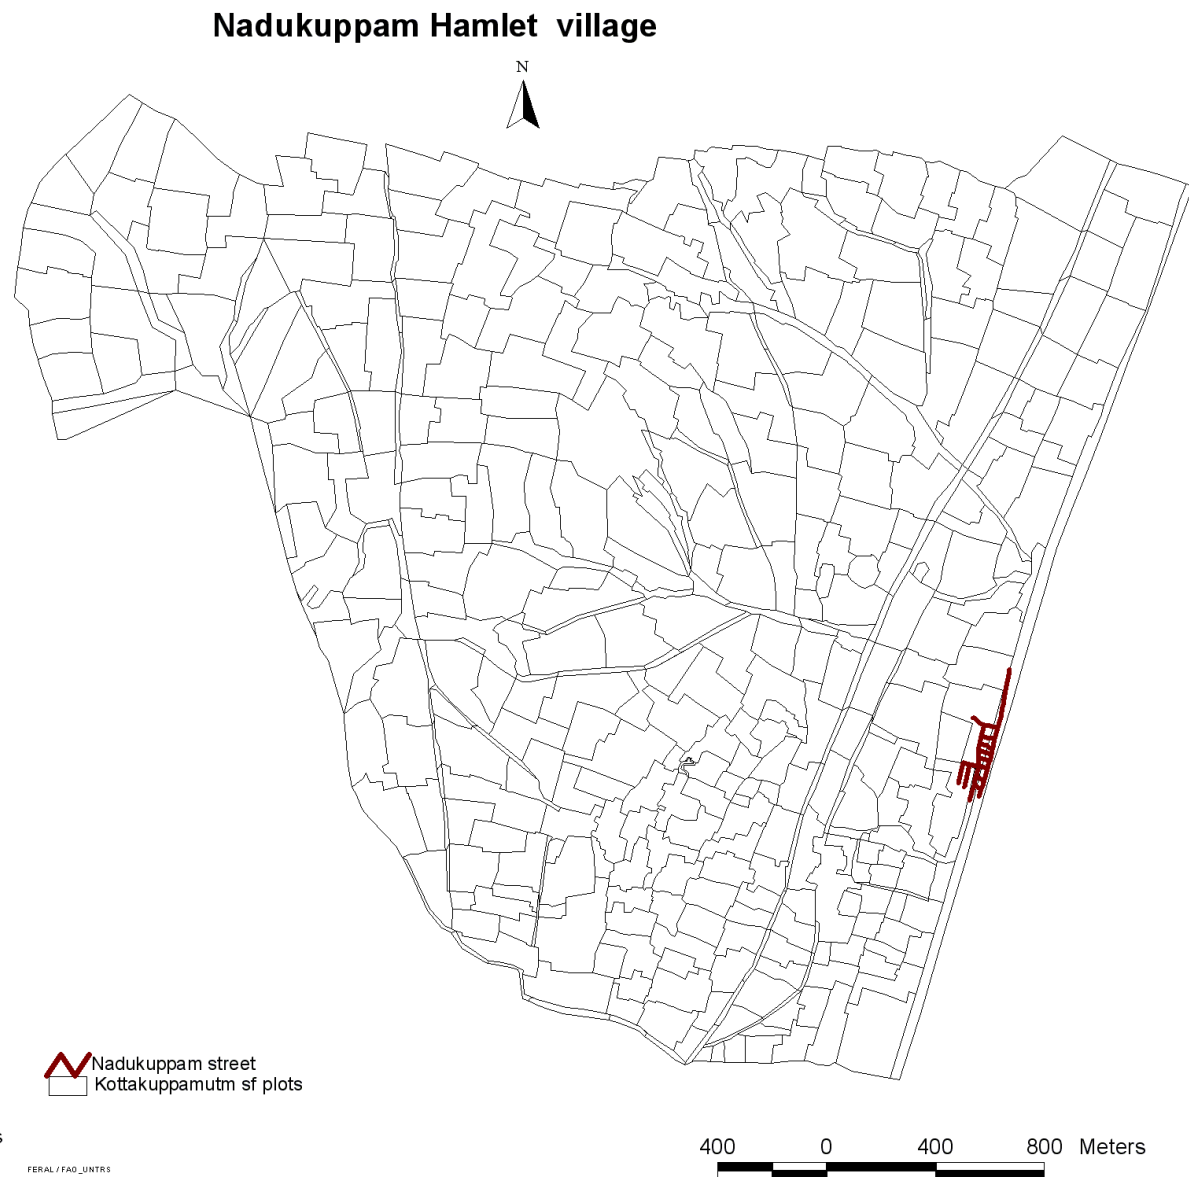 Nadukuppam Hamlet village
N
Nadukuppam street
Kottakuppamutm sf plots
s
FERAL / FAO_UNTRS
400 0 400 800 Meters